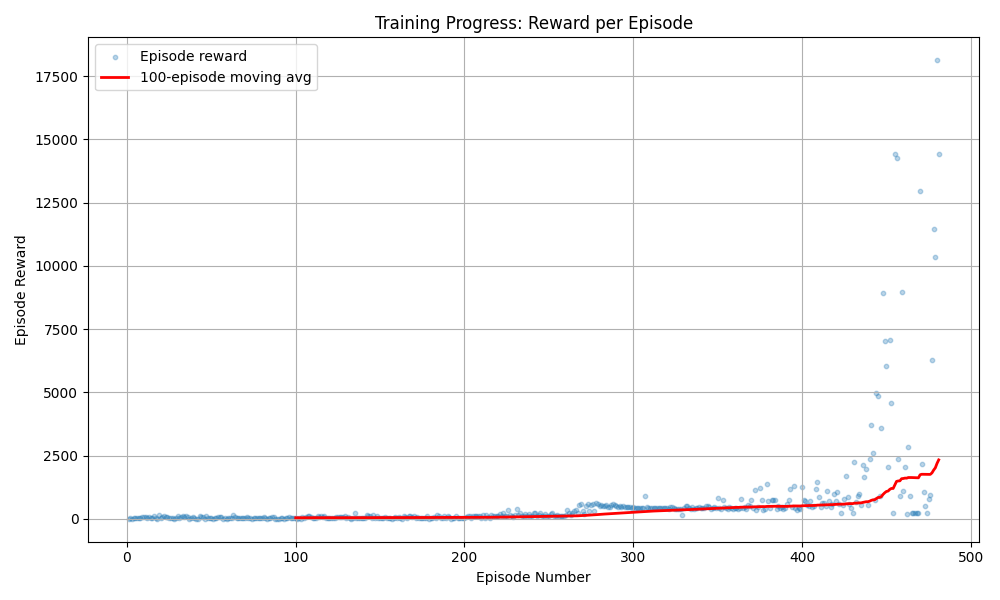 Training Progress: Reward per Episode
Episode reward
100-episode moving avg
17500
15000
12500
10000
7500
5000
2500
0
Episode Reward
0 100 200 300 400 500
Episode Number